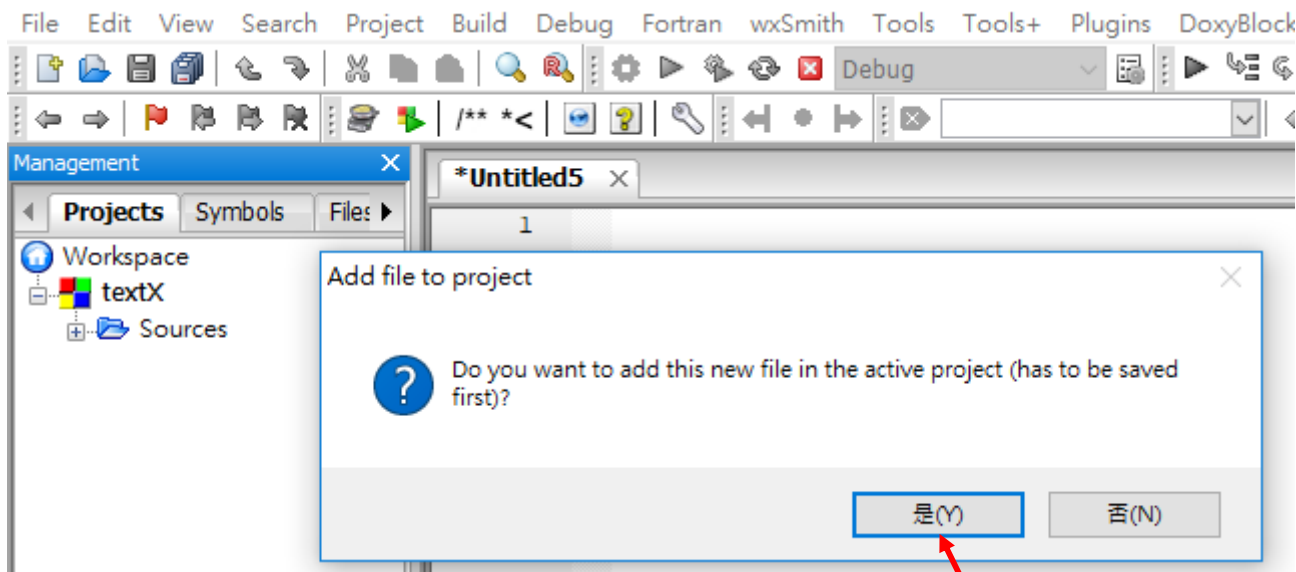 File Edit View Search Project Build Debug Fortran wxSmith Tools Tools+ Plugins DoxyBlock
Debug
/** *<
Management
*Untitled5
Projects Symbols Files
1
Workspace
textX
Sources
Add file to project
Do you want to add this new file in the active project (has to be saved
first)?
是(Y) 否(N)